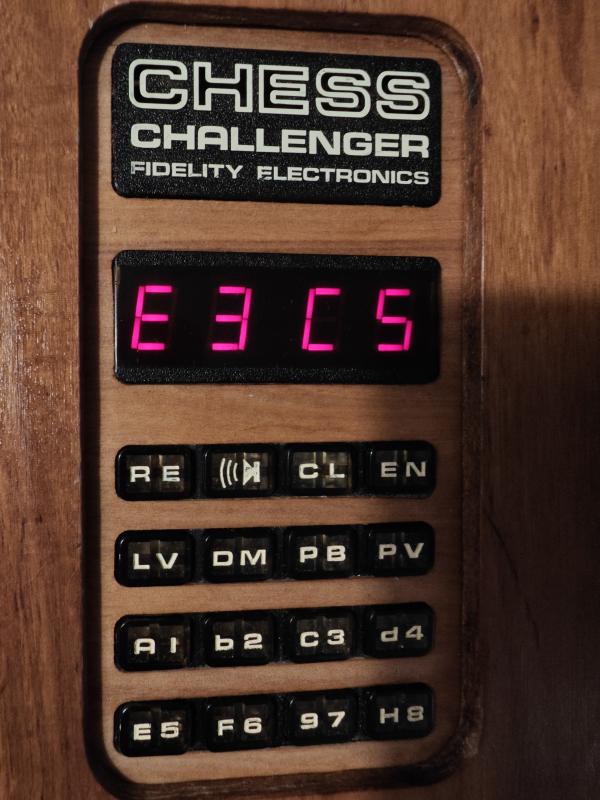 CHESS
CHALLENGER
FIDELITY ELECTRONICS
E3C5
RE CL EN
LV DM PB PV
A1 b2 C3 d4
E5 F6 97 H8